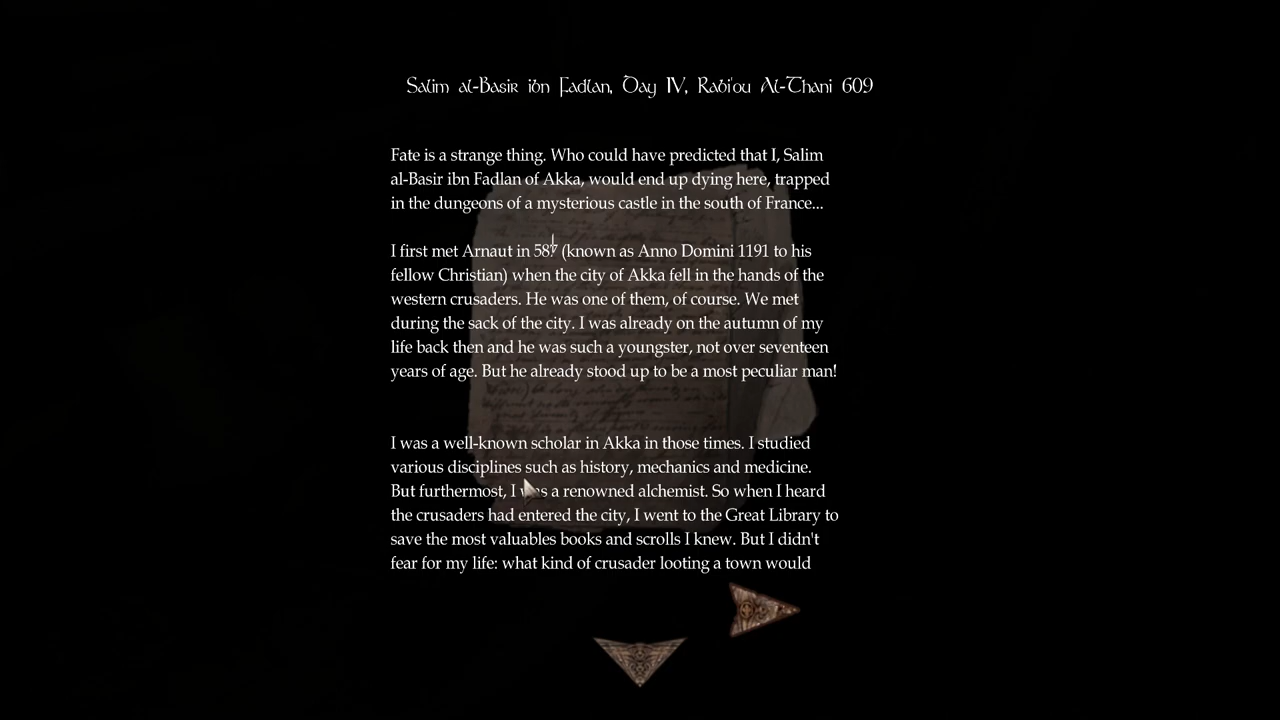 Salim al-Basir ibn Fadlan, Day IV, Rabi'ou Al-Thani 609
Fate is a strange thing. Who could have predicted that I, Salim
al-Basir ibn Fadlan of Akka, would end up dying here, trapped
in the dungeons of a mysterious castle in the south of France...
I first met Arnaut in (known as Anno Domini 1191 to his
fellow Christian) when the city of Akka fell in the hands of the
western crusaders. He was one of them, of course. We met
during the sack of the city. I was already on the autumn of my
life back then and he was such a youngster, not over seventeen
years of age. But he already stood up to be a most peculiar man!
I was a well-known scholar in Akka in those times. I studied
various disciplines such as history, mechanics and medicine.
But furthermore, I was a renowned alchemist. So when I heard
the crusaders had entered the city, I went to the Great Library to
save the most valuables books and scrolls I knew. But I didn't
fear for my life: what kind of crusader looting a town would